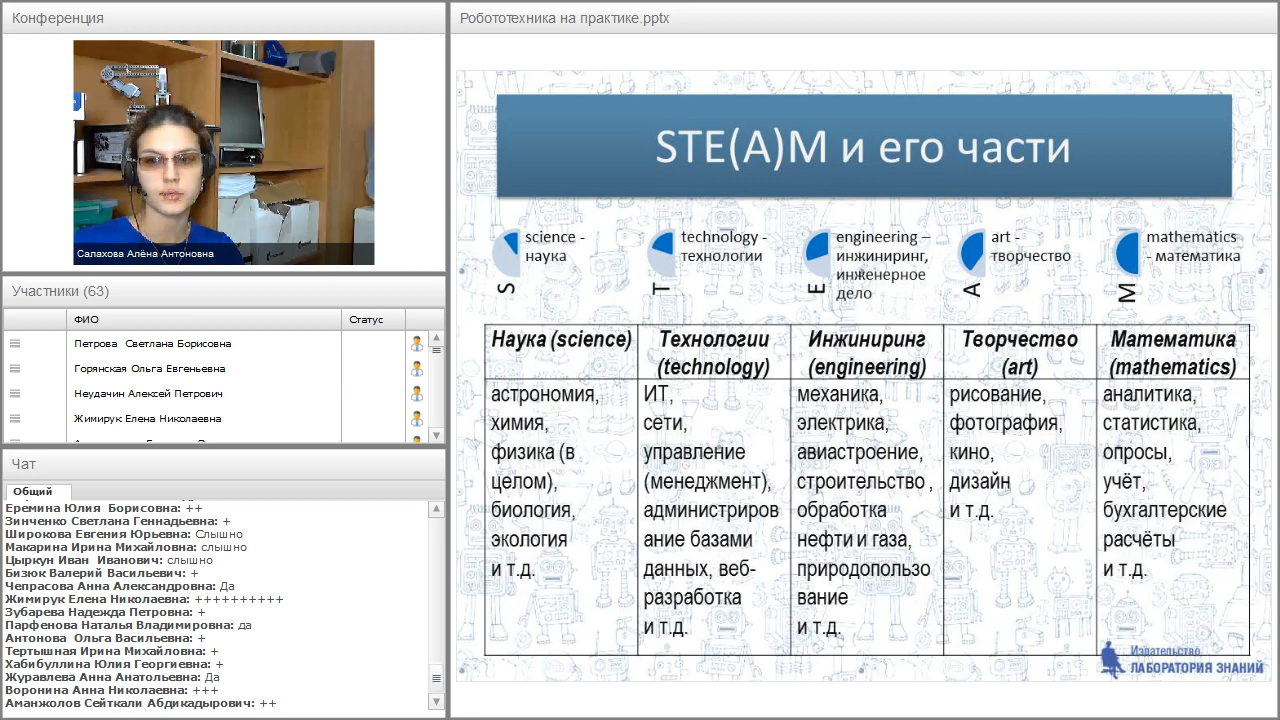 Конференция
Салахова Алёна Антоновна
Участники (63)
ФИО
Статус
Петрова Светлана Борисовна
Горянская Ольга Евгеньевна
Неудачин Алексей Петрович
Жимирук Елена Николаевна
Чат
Общий
Еремина Юлия Борисовна: ++
Зинченко Светлана Геннадьевна: +
Широкова Евгения Юрьевна: Слышно
Макарина Ирина Михайловна: слышно
Цыркун Иван Иванович: слышно
Бизюк Валерий Васильевич: +
Чепрасова Анна Александровна: Да
Жимирук Елена Николаевна: ++++++++++
Зубарева Надежда Петровна: +
Парфенова Наталья Владимировна: да
Антонова Ольга Васильевна: +
Тертышная Ирина Михайловна: +
Хабибуллина Юлия Георгиевна: +
Журавлева Анна Анатольевна: Да
Воронина Анна Николаевна: +++
Аманжолов Сейткали Абдикадырович: ++
Робототехника на практике.pptx
STE(A)M и его части
S
science -
наука
T
technology -
технологии
E
engineering –
инжиниринг,
инженерное
дело
A
art -
творчество
M
mathematics
- математика
Наука (science)
астрономия,
химия,
физика (в
целом),
биология,
экология
и т.д.
Технологии
(technology)
ИТ,
сети,
управление
(менеджмент),
администриров
ание базами
данных, веб-
разработка
и т.д.
Инжиниринг
(engineering)
механика,
электрика,
авиастроение,
строительство ,
обработка
нефти и газа,
природопользо
вание
и т.д.
Творчество
(art)
рисование,
фотография,
кино,
дизайн
и т.д.
Математика
(mathematics)
аналитика,
статистика,
опросы,
учёт,
бухгалтерские
расчёты
и т.д.
Издательство
ЛАБОРАТОРИЯ ЗНАНИЙ